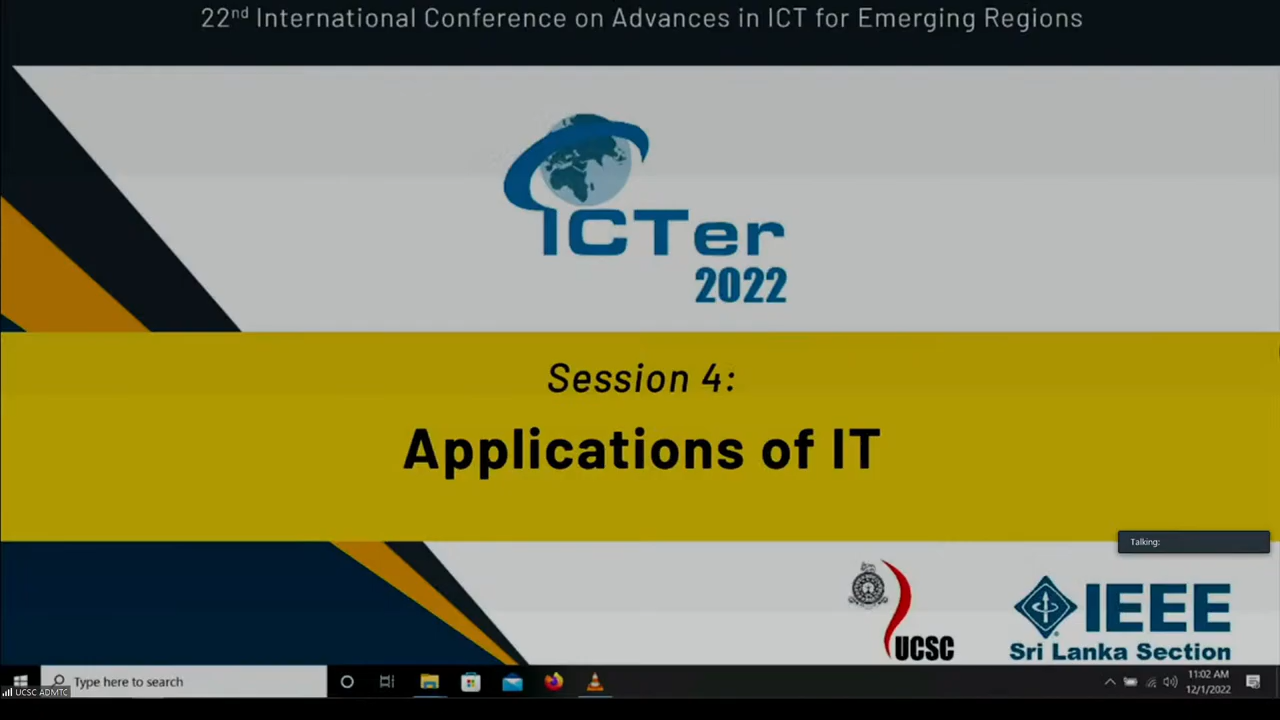 22nd International Conference on Advances in ICT for Emerging Regions
ICTer
2022
Session 4:
Applications of IT
Talking:
UCSC
IEEE
Sri Lanka Section
Type here to search
11:02 AM
12/1/2022
UCSC ADMTC